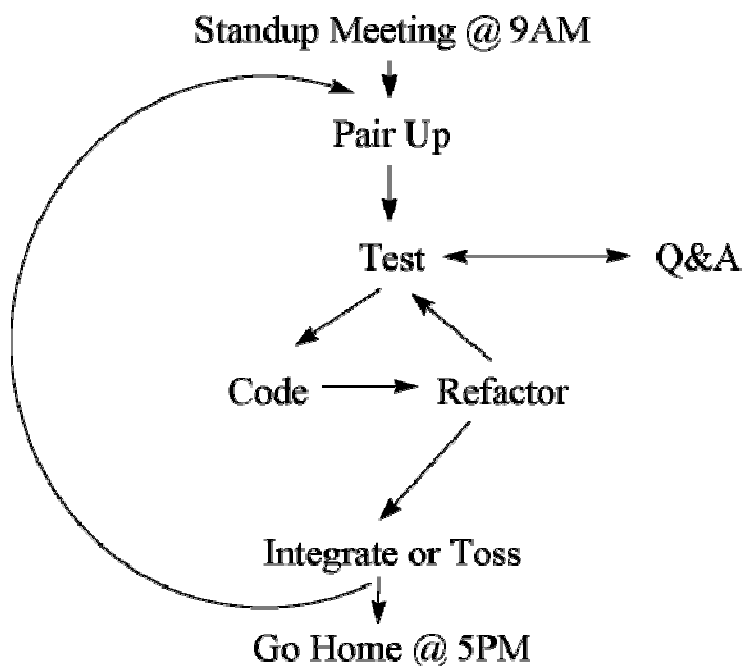 Standup Meeting @ 9AM
Pair Up
Test
Q&A
Code
Refactor
Integrate or Toss
Go Home @ 5PM